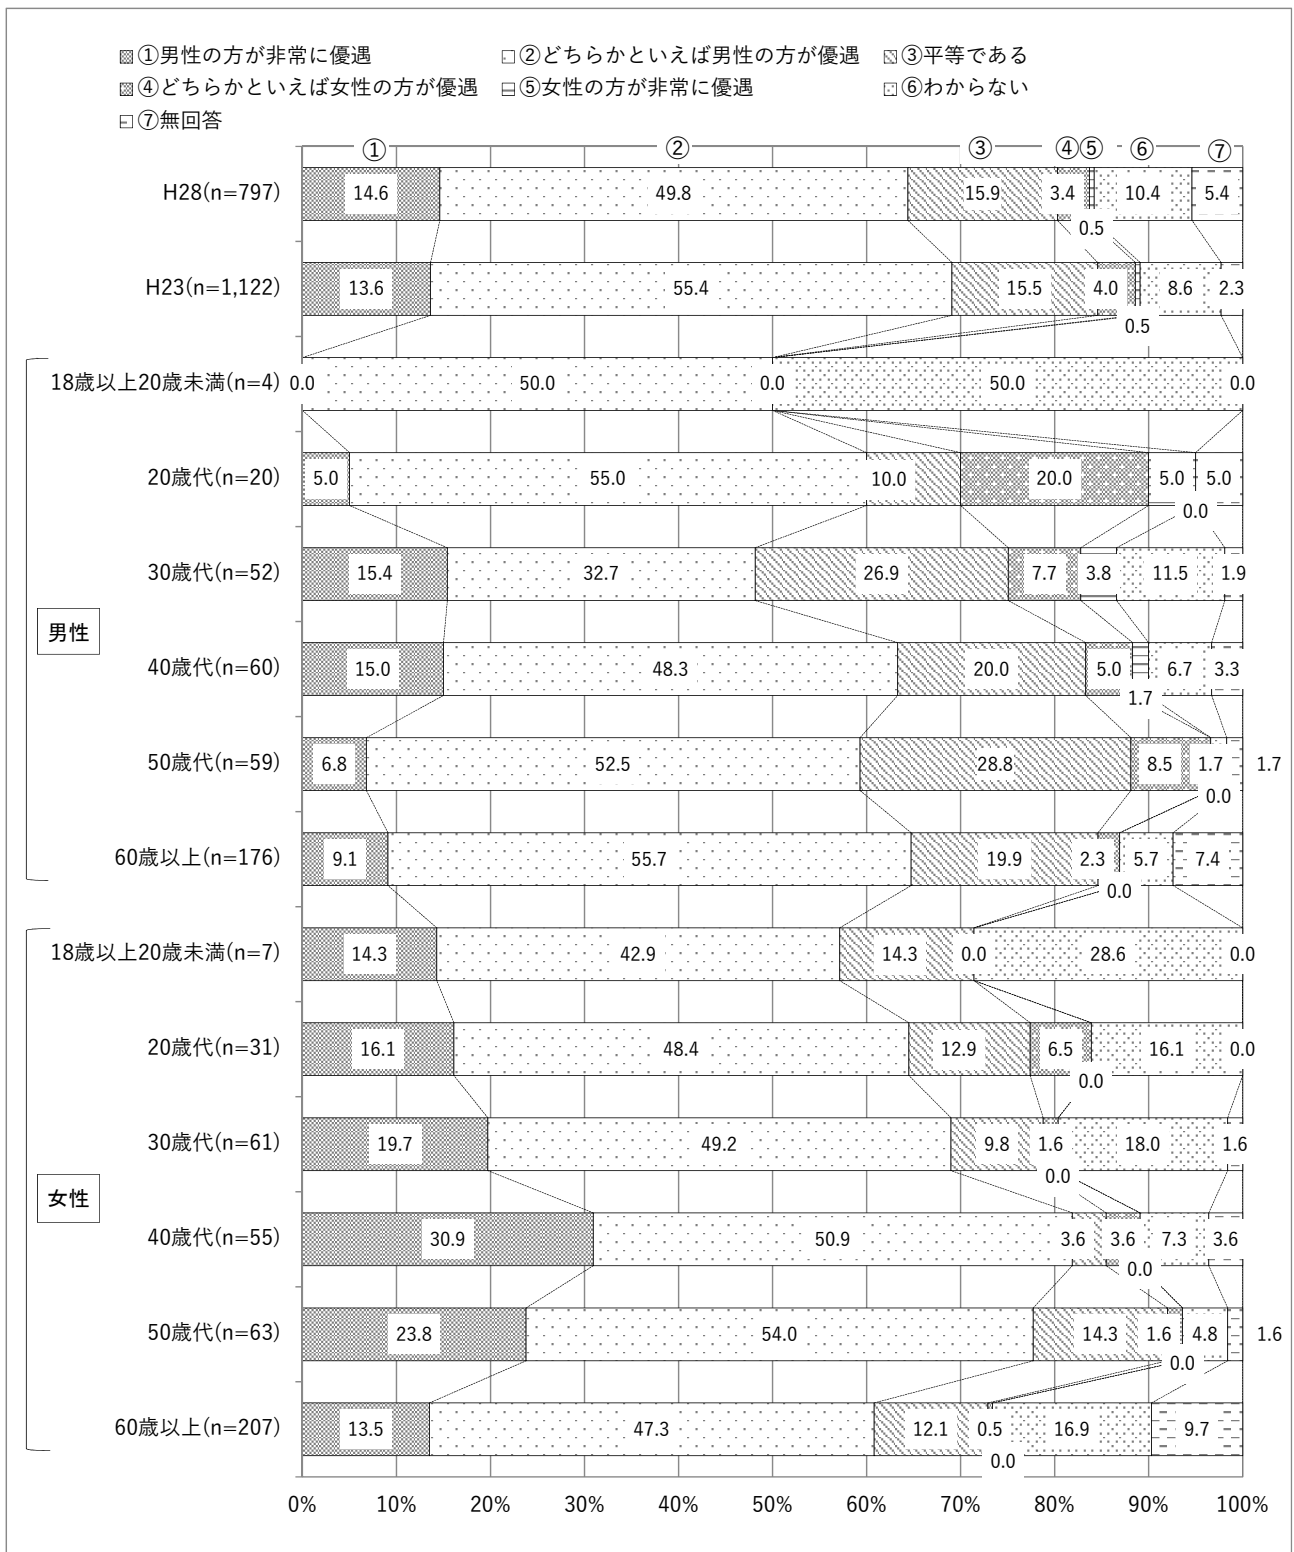 ①男性の方が非常に優遇 ②どちらかといえば男性の方が優遇 ③平等である
④どちらかといえば女性の方が優遇 ⑤女性の方が非常に優遇 ⑥わからない
⑦無回答
① ② ③ ④ ⑤ ⑥ ⑦
H28(n=797) 14.6 49.8 15.9 3.4 10.4 5.4
0.5
H23(n=1,122) 13.6 55.4 15.5 4.0 8.6 2.3
0.5
18歳以上20歳未満(n=4) 0.0 50.0 0.0 50.0 0.0
20歳代(n=20) 5.0 55.0 10.0 20.0 5.0 5.0
0.0
30歳代(n=52) 15.4 32.7 26.9 7.7 3.8 11.5 1.9
男性
40歳代(n=60) 15.0 48.3 20.0 5.0 6.7 3.3
1.7
50歳代(n=59) 6.8 52.5 28.8 8.5 1.7 1.7
0.0
60歳以上(n=176) 9.1 55.7 19.9 2.3 5.7 7.4
0.0
18歳以上20歳未満(n=7) 14.3 42.9 14.3 0.0 28.6 0.0
20歳代(n=31) 16.1 48.4 12.9 6.5 16.1 0.0
0.0
30歳代(n=61) 19.7 49.2 9.8 1.6 18.0 1.6
0.0
女性
40歳代(n=55) 30.9 50.9 3.6 3.6 7.3 3.6
0.0
50歳代(n=63) 23.8 54.0 14.3 1.6 4.8 1.6
0.0
60歳以上(n=207) 13.5 47.3 12.1 0.5 16.9 9.7
0.0
0% 10% 20% 30% 40% 50% 60% 70% 80% 90% 100%